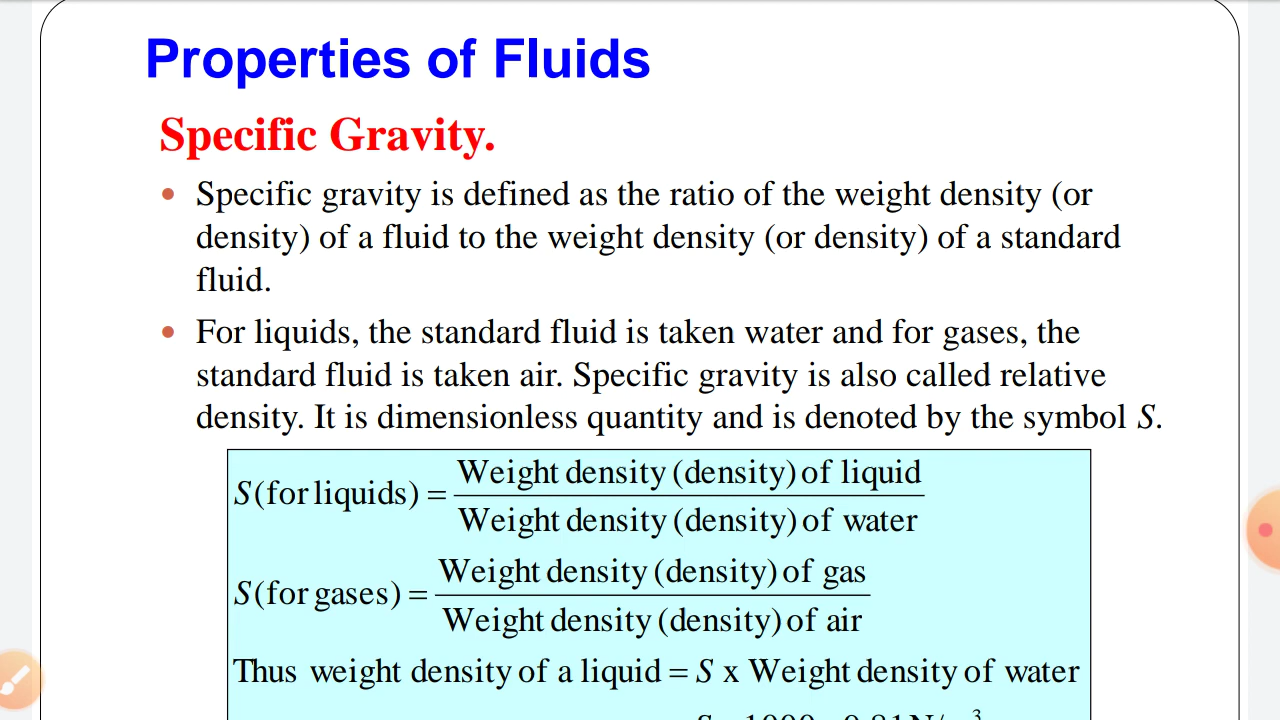 Properties of Fluids
Specific Gravity.
• Specific gravity is defined as the ratio of the weight density (or
density) of a fluid to the weight density (or density) of a standard
fluid.
• For liquids, the standard fluid is taken water and for gases, the
standard fluid is taken air. Specific gravity is also called relative
density. It is dimensionless quantity and is denoted by the symbol S.
S(for liquids) = Weight density (density) of liquid
Weight density (density) of water
S(for gases) = Weight density (density) of gas
Weight density (density) of air
Thus weight density of a liquid = S x Weight density of water